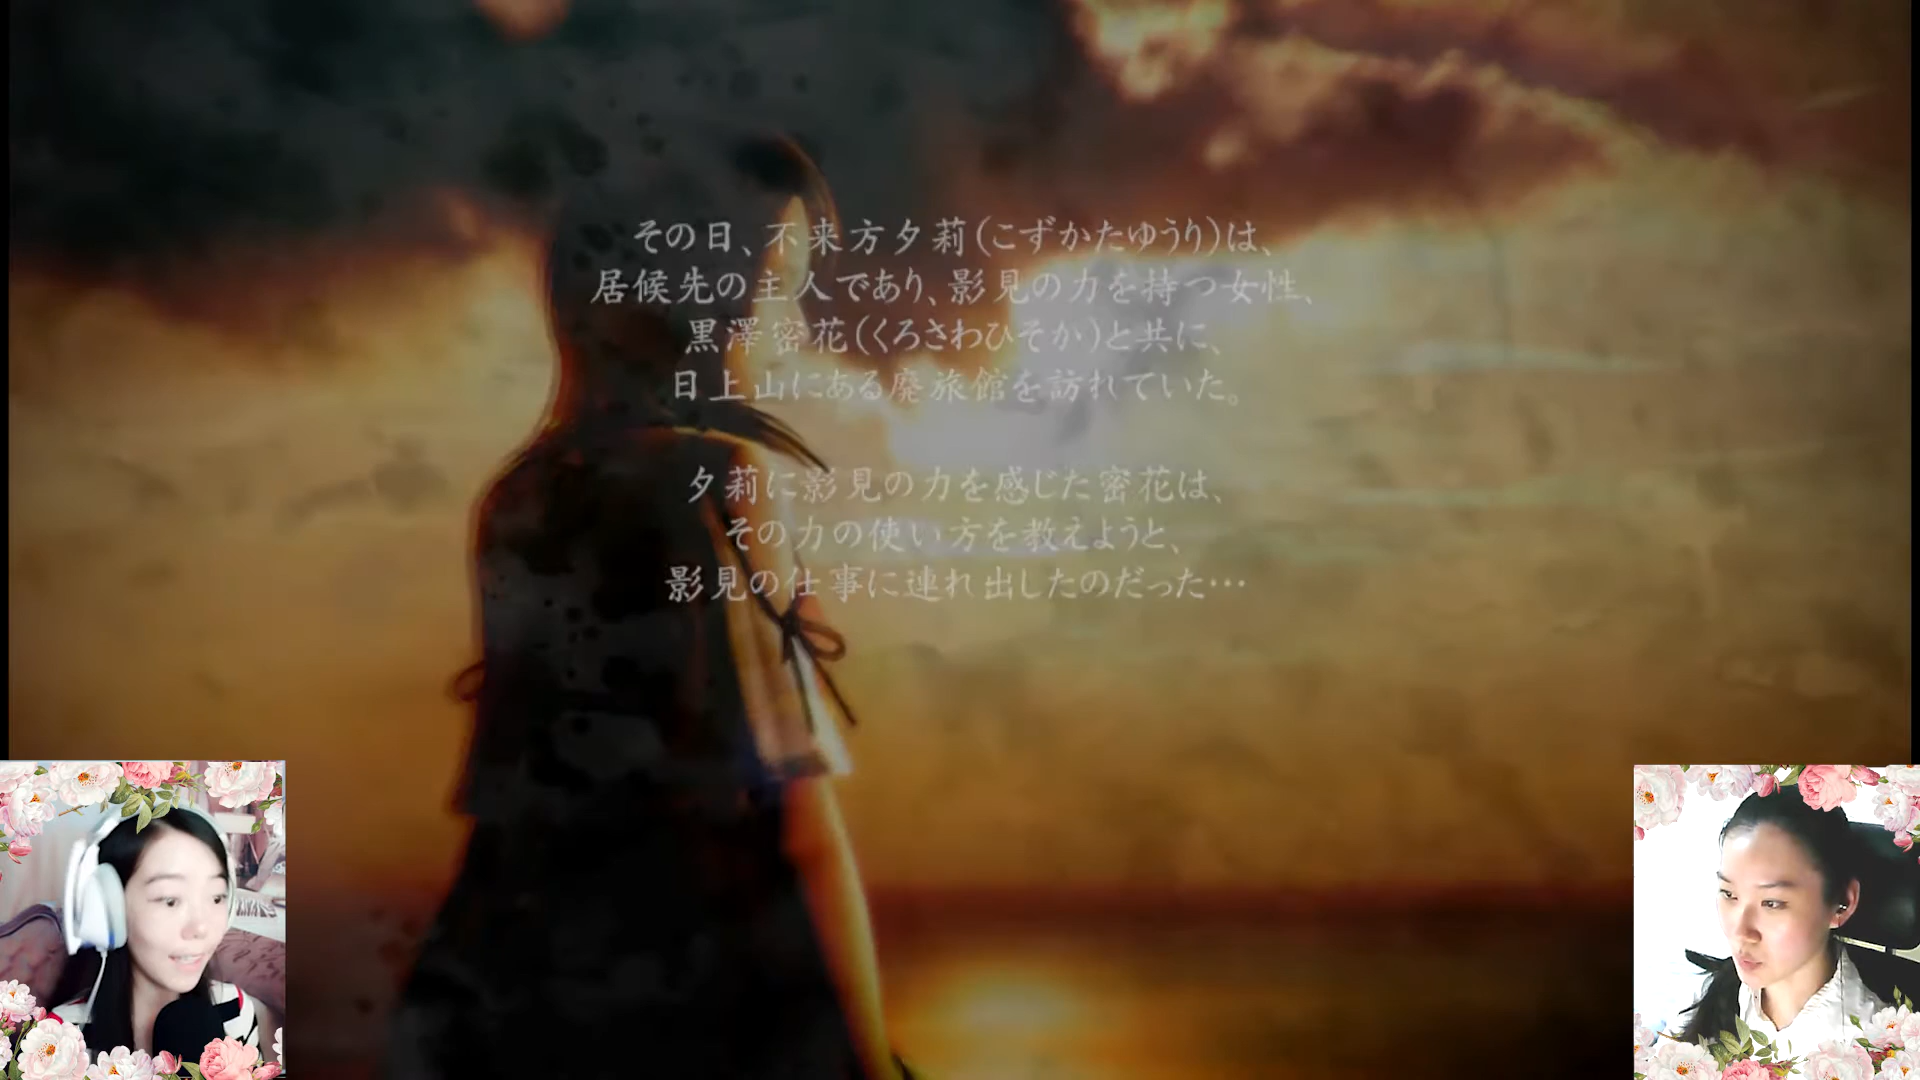 その日、不来方夕莉(こずかたゆうり)は、
居候先の主人であり、影見の力を持つ女性、
黒澤密花(くろさわひそか)と共に、
日上山にある廃旅館を訪れていた。
夕莉に影見の力を感じた密花は、
その力の使い方を教えようと、
影見の仕事に連れ出したのだった…